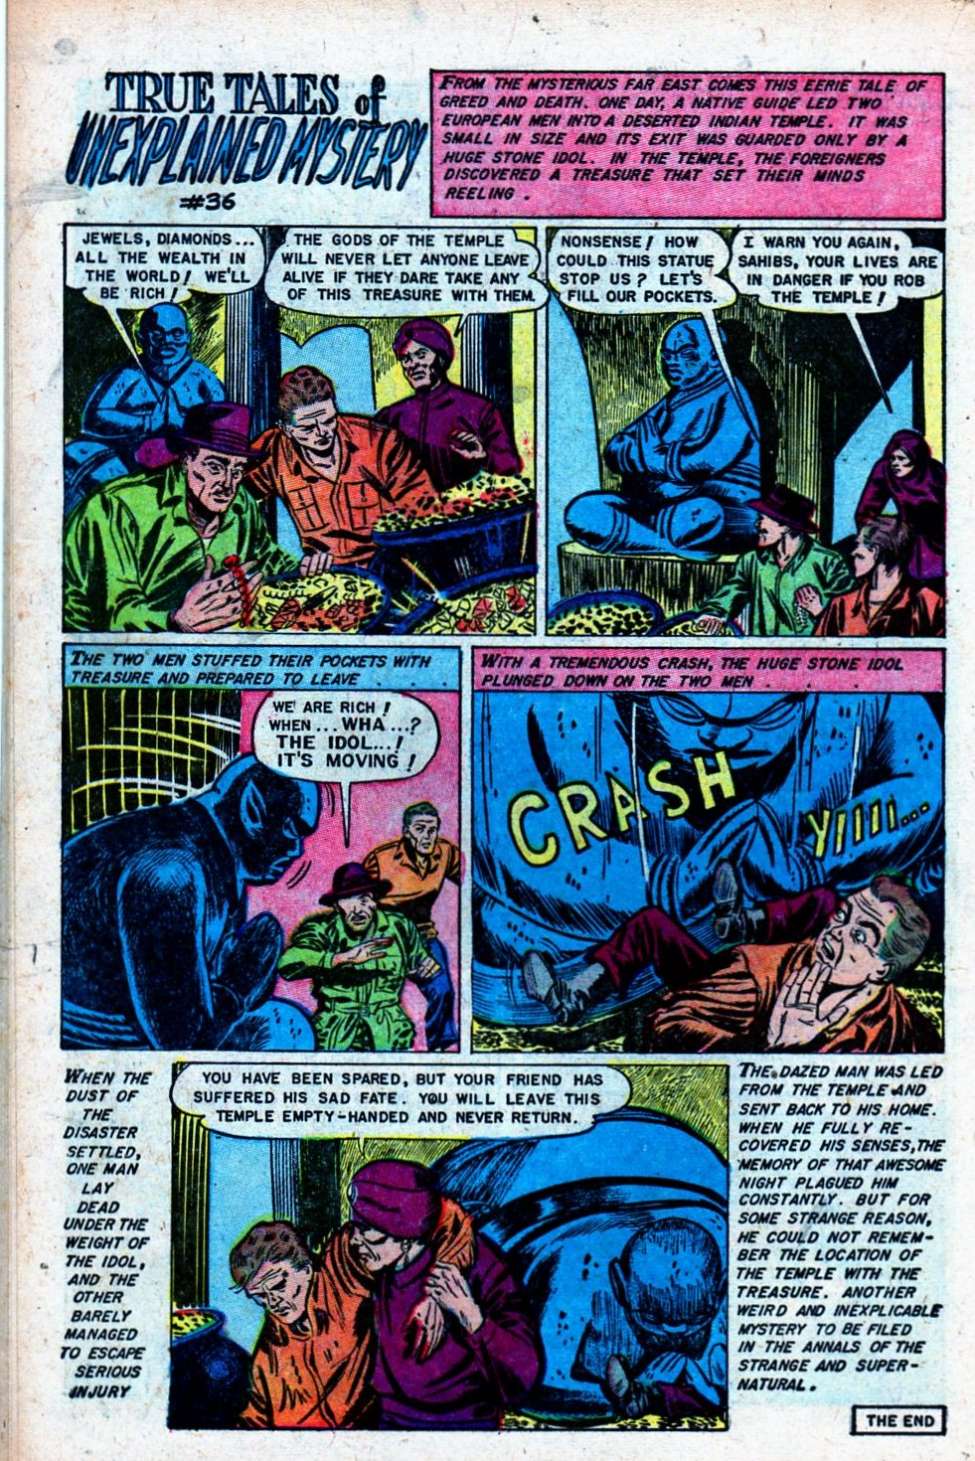 TRUE TALES of
UNEXPLAINED MYSTERY
#36
FROM THE MYSTERIOUS FAR EAST COMES THIS EERIE TALE OF
GREED AND DEATH. ONE DAY, A NATIVE GUIDE LED TWO
EUROPEAN MEN INTO A DESERTED INDIAN TEMPLE. IT WAS
SMALL IN SIZE AND ITS EXIT WAS GUARDED ONLY BY A
HUGE STONE IDOL. IN THE TEMPLE, THE FOREIGNERS
DISCOVERED A TREASURE THAT SET THEIR MINDS
REELING.
JEWELS, DIAMONDS...
ALL THE WEALTH IN
THE WORLD! WE'LL
BE RICH!
THE GODS OF THE TEMPLE
WILL NEVER LET ANYONE LEAVE
ALIVE IF THEY DARE TAKE ANY
OF THIS TREASURE WITH THEM.
NONSENSE! HOW
COULD THIS STATUE
STOP US? LET'S
FILL OUR POCKETS.
I WARN YOU AGAIN,
SAHIBS, YOUR LIVES ARE
IN DANGER IF YOU ROB
THE TEMPLE!
THE TWO MEN STUFFED THEIR POCKETS WITH
TREASURE AND PREPARED TO LEAVE . . .
WE ARE RICH!
WHEN... WHA...?
THE IDOL...!
IT'S MOVING!
WITH A TREMENDOUS CRASH, THE HUGE STONE IDOL
PLUNGED DOWN ON THE TWO MEN . . .
CRASH
YIIIII...
WHEN THE
DUST OF
THE
DISASTER
SETTLED,
ONE MAN
LAY
DEAD
UNDER THE
WEIGHT OF
THE IDOL,
AND THE
OTHER
BARELY
MANAGED
TO ESCAPE
SERIOUS
INJURY
YOU HAVE BEEN SPARED, BUT YOUR FRIEND HAS
SUFFERED HIS SAD FATE. YOU WILL LEAVE THIS
TEMPLE EMPTY-HANDED AND NEVER RETURN.
THE DAZED MAN WAS LED
FROM THE TEMPLE AND
SENT BACK TO HIS HOME.
WHEN HE FULLY RE-
COVERED HIS SENSES, THE
MEMORY OF THAT AWESOME
NIGHT PLAGUED HIM
CONSTANTLY. BUT FOR
SOME STRANGE REASON,
HE COULD NOT REMEM-
BER THE LOCATION OF
THE TEMPLE WITH THE
TREASURE. ANOTHER
WEIRD AND INEXPLICABLE
MYSTERY TO BE FILED
IN THE ANNALS OF THE
STRANGE AND SUPER-
NATURAL.
THE END